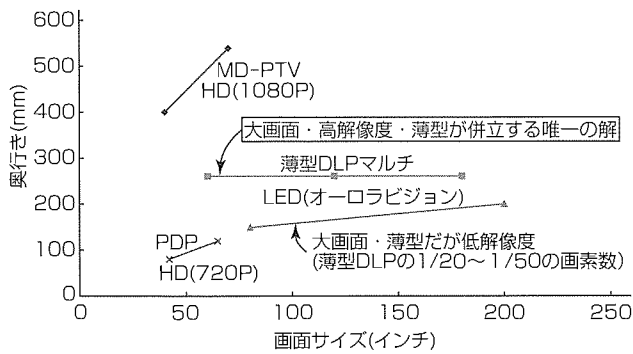 600
500
400
300
200
100
0
奥行き(mm)
MD-PTV
HD(1080P)
大画面・高解像度・薄型が併立する唯一の解
薄型DLPマルチ
LED(オーロラビジョン)
PDP
HD(720P)
大画面・薄型だが低解像度
(薄型DLPの1/20～1/50の画素数)
0
50
100
150
200
250
画面サイズ(インチ)